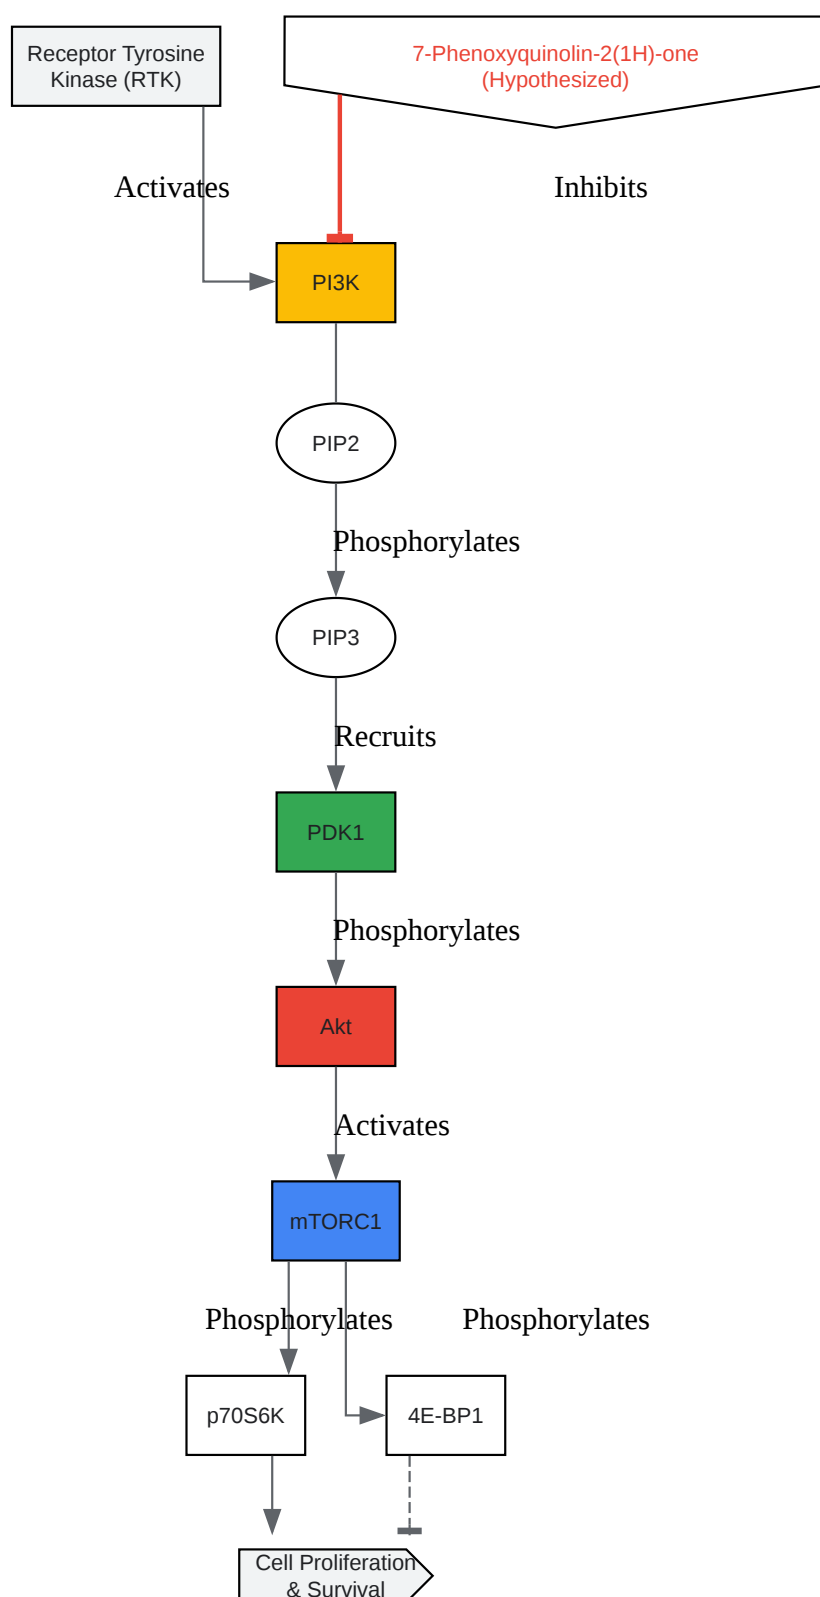 Receptor Tyrosine
Kinase (RTK)
7-Phenoxyquinolin-2(1H)-one
(Hypothesized)
Activates
Inhibits
PI3K
PIP2
Phosphorylates
PIP3
Recruits
PDK1
Phosphorylates
Akt
Activates
mTORC1
Phosphorylates
Phosphorylates
p70S6K
4E-BP1
Cell Proliferation
& Survival